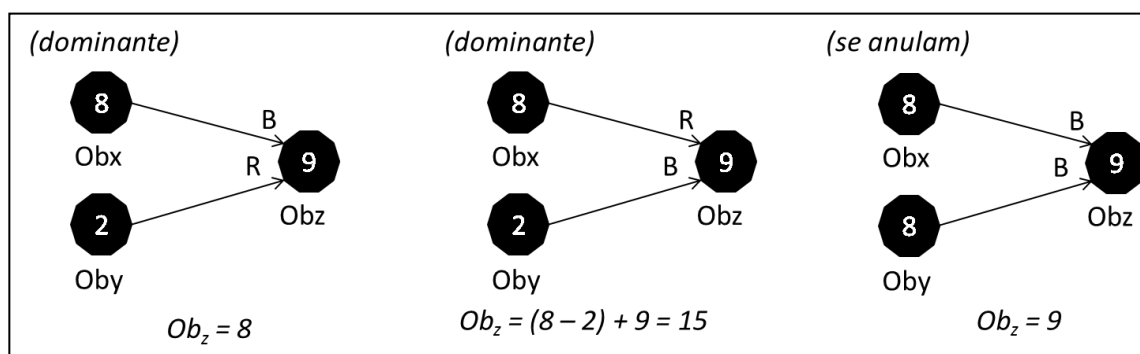 (dominante)
8
B
Obx
R
9
2
Obz
Oby
Obz = 8
(dominante)
8
R
Obx
B
9
2
Obz
Oby
Obz = (8 – 2) + 9 = 15
(se anulam)
8
B
Obx
B
9
8
Obz
Oby
Obz = 9